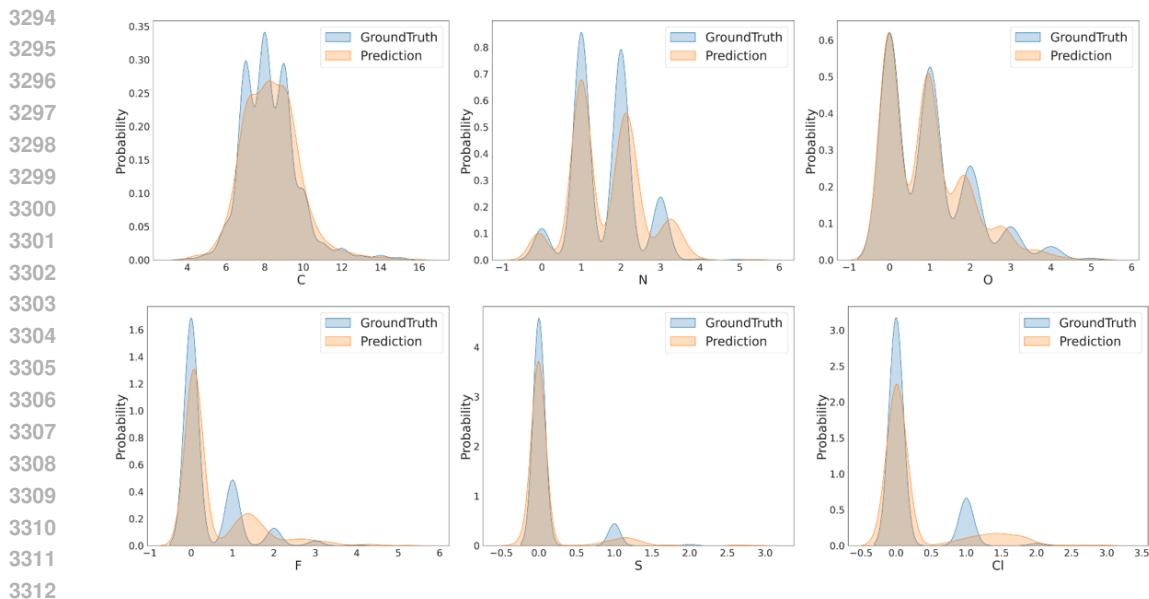 3294
3295
3296
3297
3298
3299
3300
3301
3302
3303
3304
3305
3306
3307
3308
3309
3310
3311
3312
0.35
0.30
0.25
0.20
0.15
0.10
0.05
0.00
Probability
GroundTruth
Prediction
4 6 8 10 12 14 16
C
0.8
0.7
0.6
0.5
0.4
0.3
0.2
0.1
0.0
Probability
GroundTruth
Prediction
−1 0 1 2 3 4 5 6
N
0.6
0.5
0.4
0.3
0.2
0.1
0.0
Probability
GroundTruth
Prediction
−1 0 1 2 3 4 5 6
O
1.6
1.4
1.2
1.0
0.8
0.6
0.4
0.2
0.0
Probability
GroundTruth
Prediction
−1 0 1 2 3 4 5 6
F
4
3
2
1
0
Probability
GroundTruth
Prediction
−0.5 0.0 0.5 1.0 1.5 2.0 2.5 3.0
S
3.0
2.5
2.0
1.5
1.0
0.5
0.0
Probability
GroundTruth
Prediction
−0.5 0.0 0.5 1.0 1.5 2.0 2.5 3.0 3.5
Cl